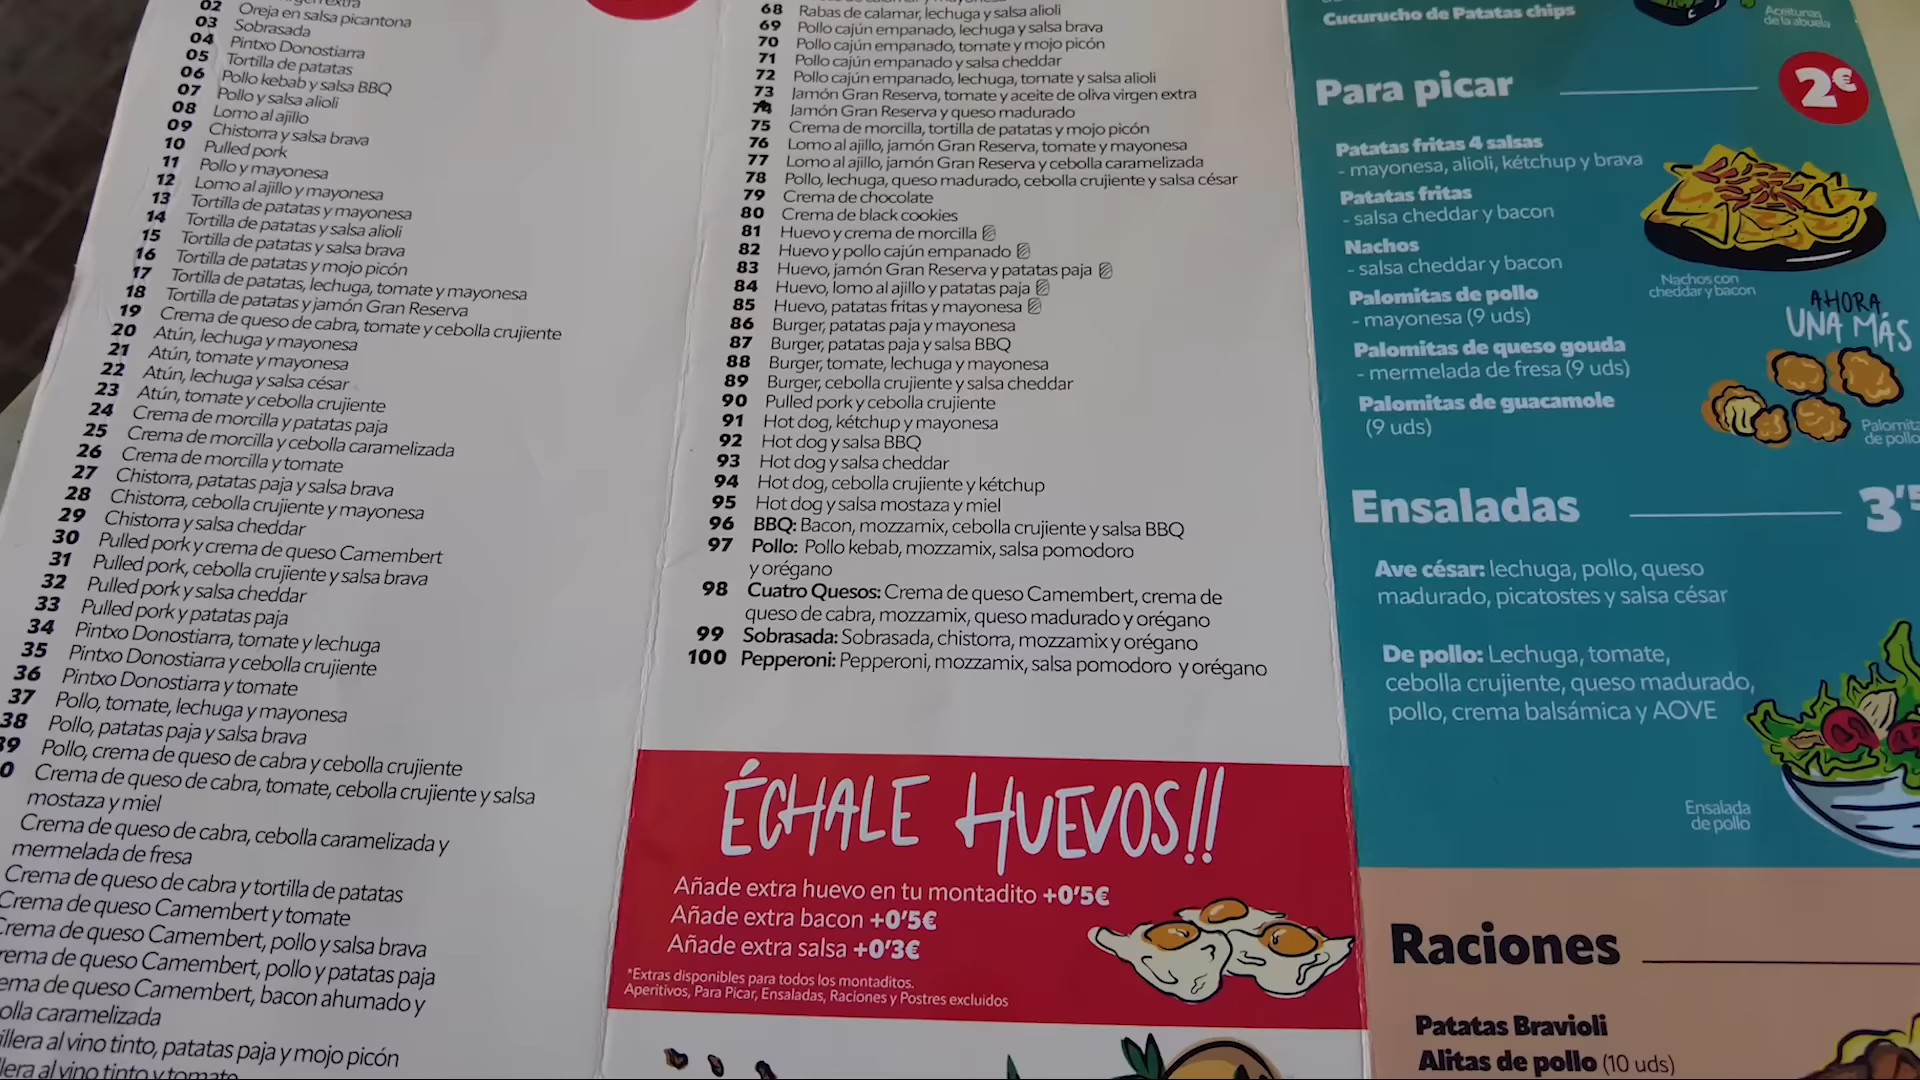 02 Oreja en salsa picantona
03 Sobrasada
04 Pintxo Donostiarra
05 Tortilla de patatas
06 Pollo kebab y salsa BBQ
07 Pollo y salsa alioli
08 Lomo al ajillo
09 Chistorra y salsa brava
10 Pulled pork
11 Pollo y mayonesa
12 Lomo al ajillo y mayonesa
13 Tortilla de patatas y mayonesa
14 Tortilla de patatas y salsa alioli
15 Tortilla de patatas y salsa brava
16 Tortilla de patatas y mojo picón
17 Tortilla de patatas, lechuga, tomate y mayonesa
18 Tortilla de patatas y jamón Gran Reserva
19 Crema de queso de cabra, tomate y cebolla crujiente
20 Atún, lechuga y mayonesa
21 Atún, tomate y mayonesa
22 Atún, lechuga y salsa césar
23 Atún, tomate y cebolla crujiente
24 Crema de morcilla y patatas paja
25 Crema de morcilla y cebolla caramelizada
26 Crema de morcilla y tomate
27 Chistorra, patatas paja y salsa brava
28 Chistorra, cebolla crujiente y mayonesa
29 Chistorra y salsa cheddar
30 Pulled pork y crema de queso Camembert
31 Pulled pork, cebolla crujiente y salsa brava
32 Pulled pork y salsa cheddar
33 Pulled pork y patatas paja
34 Pintxo Donostiarra, tomate y lechuga
35 Pintxo Donostiarra y cebolla crujiente
36 Pintxo Donostiarra y tomate
37 Pollo, tomate, lechuga y mayonesa
38 Pollo, patatas paja y salsa brava
39 Pollo, crema de queso de cabra y cebolla crujiente
0 Crema de queso de cabra, tomate, cebolla crujiente y salsa
mostaza y miel
Crema de queso de cabra, cebolla caramelizada y
mermelada de fresa
Crema de queso de cabra y tortilla de patatas
Crema de queso Camembert y tomate
Crema de queso Camembert, pollo y salsa brava
rema de queso Camembert, pollo y patatas paja
ema de queso Camembert, bacon ahumado y
olla caramelizada
illera al vino tinto, patatas paja y mojo picón
llera al vino tinto y tomate
68 Rabas de calamar, lechuga y salsa alioli
69 Pollo cajún empanado, lechuga y salsa brava
70 Pollo cajún empanado, tomate y mojo picón
71 Pollo cajún empanado y salsa cheddar
72 Pollo cajún empanado, lechuga, tomate y salsa alioli
73 Jamón Gran Reserva, tomate y aceite de oliva virgen extra
74 Jamón Gran Reserva y queso madurado
75 Crema de morcilla, tortilla de patatas y mojo picón
76 Lomo al ajillo, jamón Gran Reserva, tomate y mayonesa
77 Lomo al ajillo, jamón Gran Reserva y cebolla caramelizada
78 Pollo, lechuga, queso madurado, cebolla crujiente y salsa césar
79 Crema de chocolate
80 Crema de black cookies
81 Huevo y crema de morcilla
82 Huevo y pollo cajún empanado
83 Huevo, jamón Gran Reserva y patatas paja
84 Huevo, lomo al ajillo y patatas paja
85 Huevo, patatas fritas y mayonesa
86 Burger, patatas paja y mayonesa
87 Burger, patatas paja y salsa BBQ
88 Burger, tomate, lechuga y mayonesa
89 Burger, cebolla crujiente y salsa cheddar
90 Pulled pork y cebolla crujiente
91 Hot dog, kétchup y mayonesa
92 Hot dog y salsa BBQ
93 Hot dog y salsa cheddar
94 Hot dog, cebolla crujiente y kétchup
95 Hot dog y salsa mostaza y miel
96 BBQ: Bacon, mozzamix, cebolla crujiente y salsa BBQ
97 Pollo: Pollo kebab, mozzamix, salsa pomodoro
y orégano
98 Cuatro Quesos: Crema de queso Camembert, crema de
queso de cabra, mozzamix, queso madurado y orégano
99 Sobrasada: Sobrasada, chistorra, mozzamix y orégano
100 Pepperoni: Pepperoni, mozzamix, salsa pomodoro y orégano
ÉCHALE HUEVOS!!
Añade extra huevo en tu montadito +0'5€
Añade extra bacon +0'5€
Añade extra salsa +0'3€
*Extras disponibles para todos los montaditos.
Aperitivos, Para Picar, Ensaladas, Raciones y Postres excluidos
Cucurucho de Patatas chips
Aceitunas
de la abuela
Para picar 2€
Patatas fritas 4 salsas
- mayonesa, alioli, kétchup y brava
Patatas fritas
- salsa cheddar y bacon
Nachos
- salsa cheddar y bacon
Nachos con
cheddar y bacon
Palomitas de pollo
- mayonesa (9 uds)
AHORA
UNA MÁS
Palomitas de queso gouda
- mermelada de fresa (9 uds)
Palomitas de guacamole
(9 uds)
Palomita
de pollo
Ensaladas 3'5
Ave césar: lechuga, pollo, queso
madurado, picatostes y salsa césar
De pollo: Lechuga, tomate,
cebolla crujiente, queso madurado,
pollo, crema balsámica y AOVE
Ensalada
de pollo
Raciones
Patatas Bravioli
Alitas de pollo (10 uds)